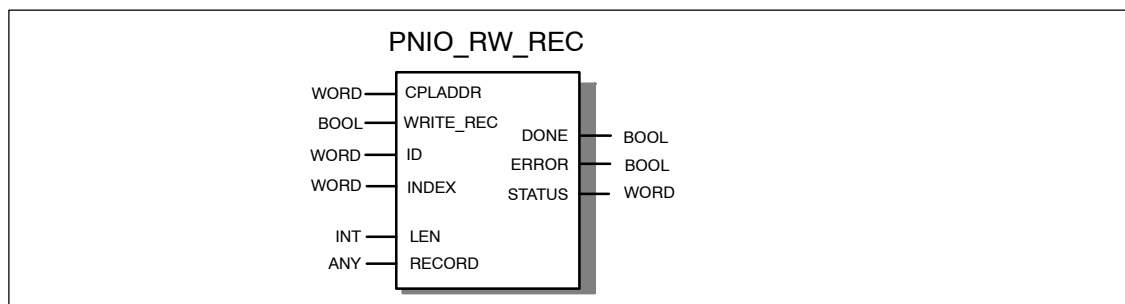 PNIO_RW_REC
WORD CPLADDR
BOOL WRITE_REC
DONE BOOL
WORD ID
ERROR BOOL
WORD INDEX
STATUS WORD
INT LEN
ANY RECORD